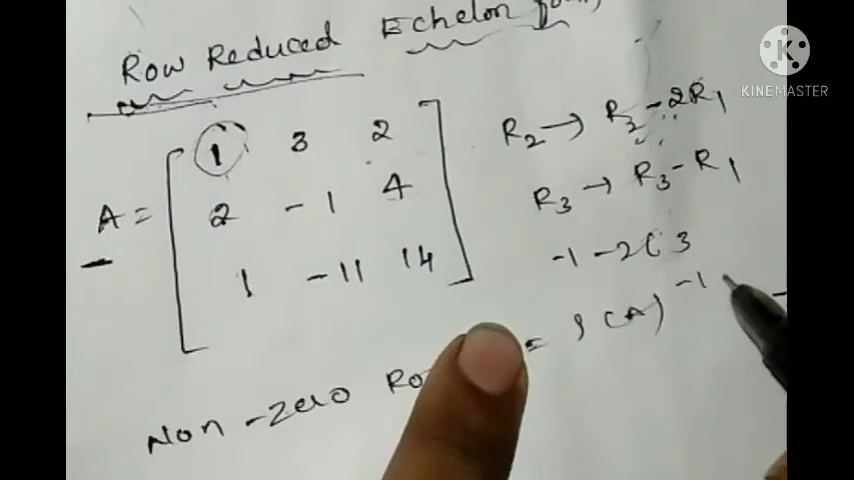 Row Reduced Echelon form
A = [ 1 3 2
2 -1 4
1 -11 14 ]
R2 → R2 - 2R1
R3 → R3 - R1
-1 -2(3
-1
Non-Zero = ρ(A)
K
KINEMASTER